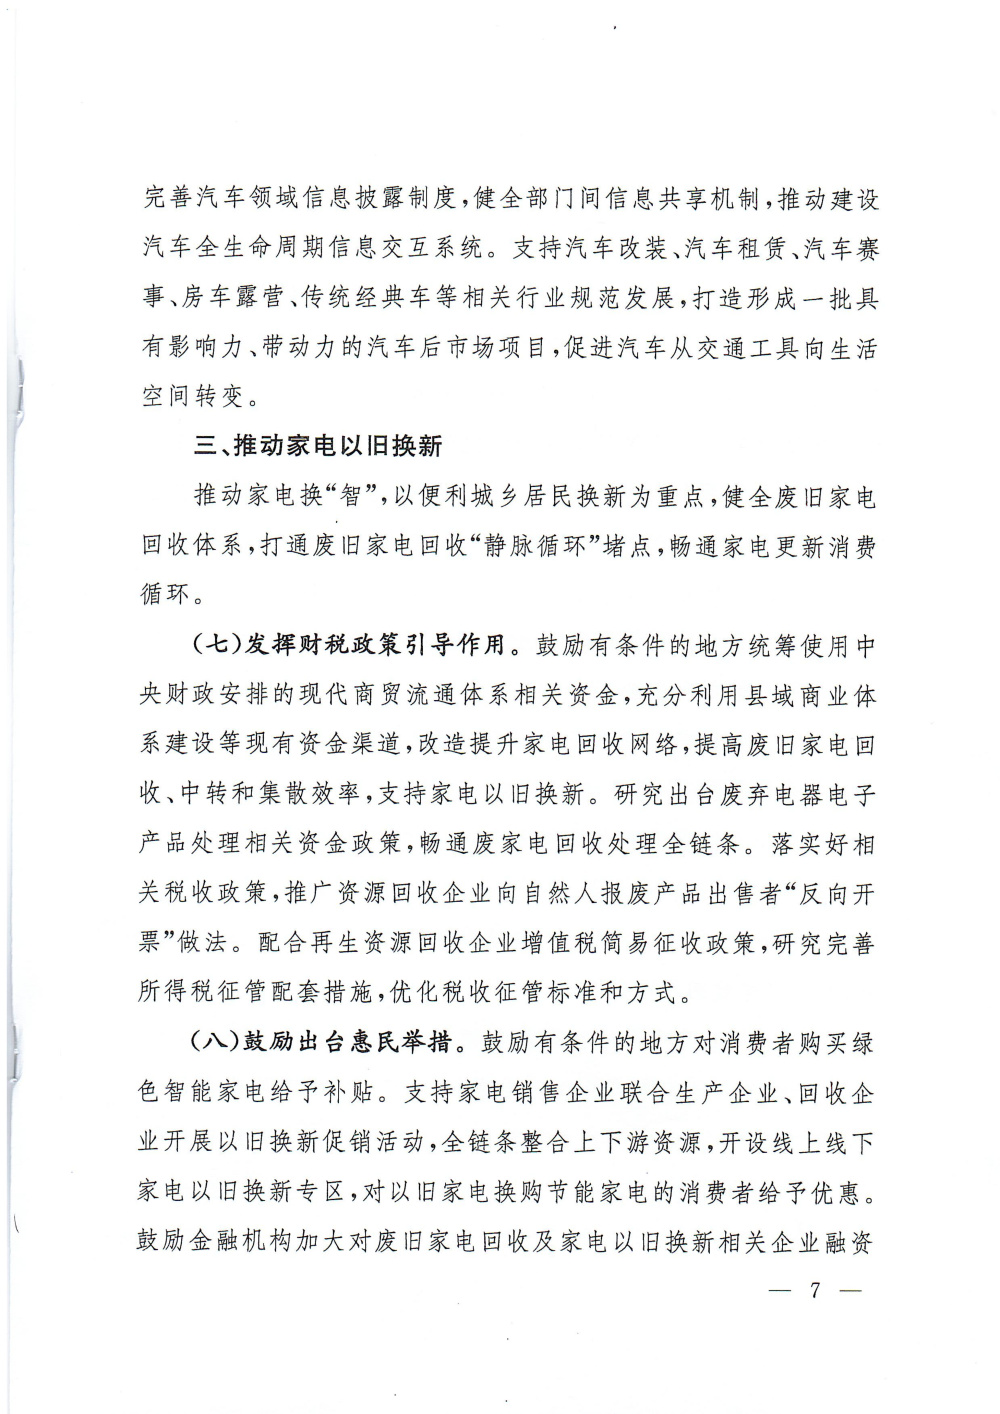 完善汽车领域信息披露制度,健全部门间信息共享机制,推动建设
汽车全生命周期信息交互系统。支持汽车改装、汽车租赁、汽车赛
事、房车露营、传统经典车等相关行业规范发展,打造形成一批具
有影响力、带动力的汽车后市场项目,促进汽车从交通工具向生活
空间转变。
三、推动家电以旧换新
推动家电换“智”,以便利城乡居民换新为重点,健全废旧家电
回收体系,打通废旧家电回收“静脉循环”堵点,畅通家电更新消费
循环。
(七)发挥财税政策引导作用。鼓励有条件的地方统筹使用中
央财政安排的现代商贸流通体系相关资金,充分利用县域商业体
系建设等现有资金渠道,改造提升家电回收网络,提高废旧家电回
收、中转和集散效率,支持家电以旧换新。研究出台废弃电器电子
产品处理相关资金政策,畅通废家电回收处理全链条。落实好相
关税收政策,推广资源回收企业向自然人报废产品出售者“反向开
票”做法。配合再生资源回收企业增值税简易征收政策,研究完善
所得税征管配套措施,优化税收征管标准和方式。
(八)鼓励出台惠民举措。鼓励有条件的地方对消费者购买绿
色智能家电给予补贴。支持家电销售企业联合生产企业、回收企
业开展以旧换新促销活动,全链条整合上下游资源,开设线上线下
家电以旧换新专区,对以旧家电换购节能家电的消费者给予优惠。
鼓励金融机构加大对废旧家电回收及家电以旧换新相关企业融资
— 7 —